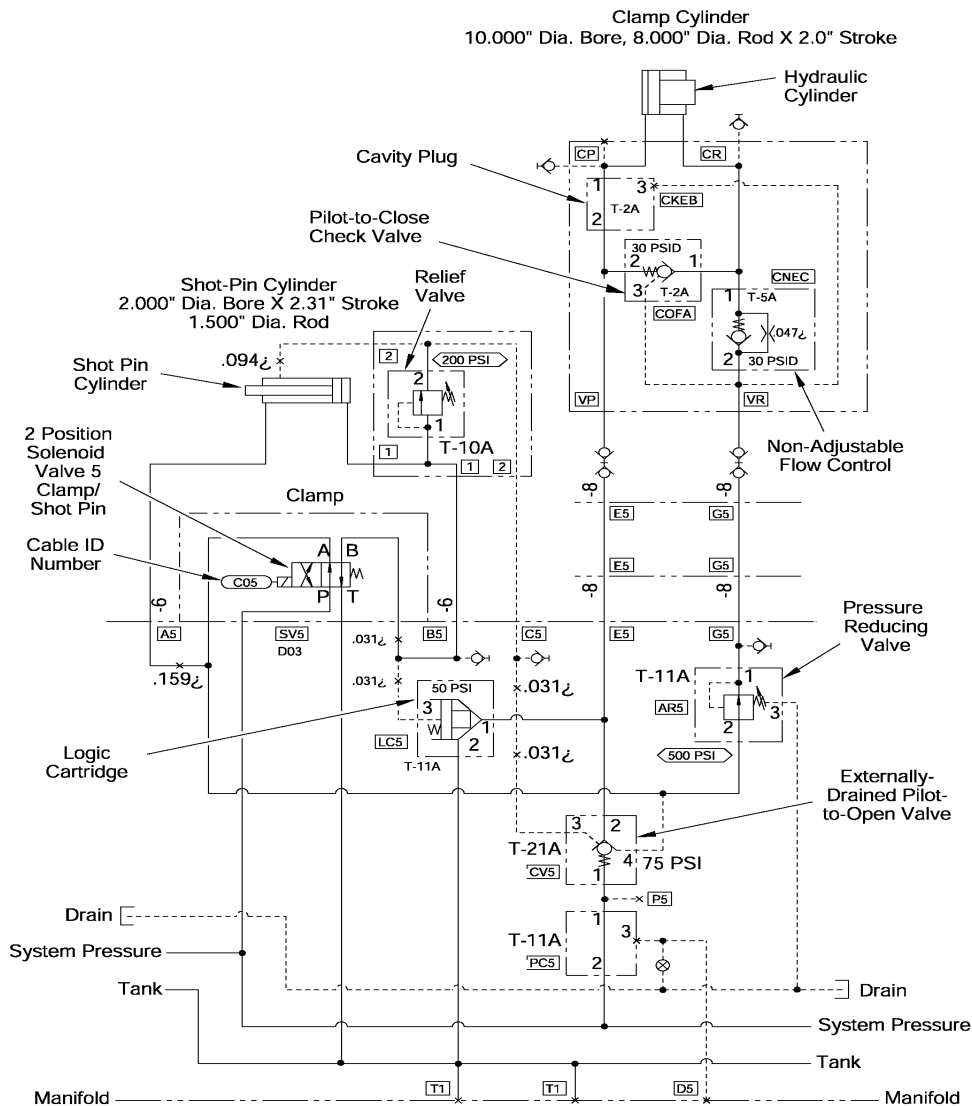 Clamp Cylinder
10.000" Dia. Bore, 8.000" Dia. Rod X 2.0" Stroke
Hydraulic
Cylinder
Cavity Plug
CP
CR
1
3
T-2A
2
CKEB
Pilot-to-Close
Check Valve
30 PSID
2
1
3
T-2A
COFA
CNEC
1
T-5A
.047¿
2
30 PSID
VP
VR
Non-Adjustable
Flow Control
Shot-Pin Cylinder
2.000" Dia. Bore X 2.31" Stroke
1.500" Dia. Rod
Relief
Valve
.094¿
2
200 PSI
2
Shot Pin
Cylinder
1
1
T-10A
1
2
2 Position
Solenoid
Valve 5
Clamp/
Shot Pin
Clamp
-8
-8
E5
G5
Cable ID
Number
A
B
C05
P
T
E5
G5
-6
-6
-8
-8
A5
SV5
D03
B5
C5
E5
G5
Pressure
Reducing
Valve
.031¿
.159¿
.031¿
.031¿
50 PSI
3
1
2
LC5
T-11A
T-11A
1
AR5
3
2
500 PSI
Logic
Cartridge
.031¿
Externally-
Drained Pilot-
to-Open Valve
3
2
T-21A
4
75 PSI
CV5
1
P5
Drain
1
T-11A
3
PC5
2
System Pressure
Tank
Drain
System Pressure
Tank
T1
T1
D5
Manifold
Manifold